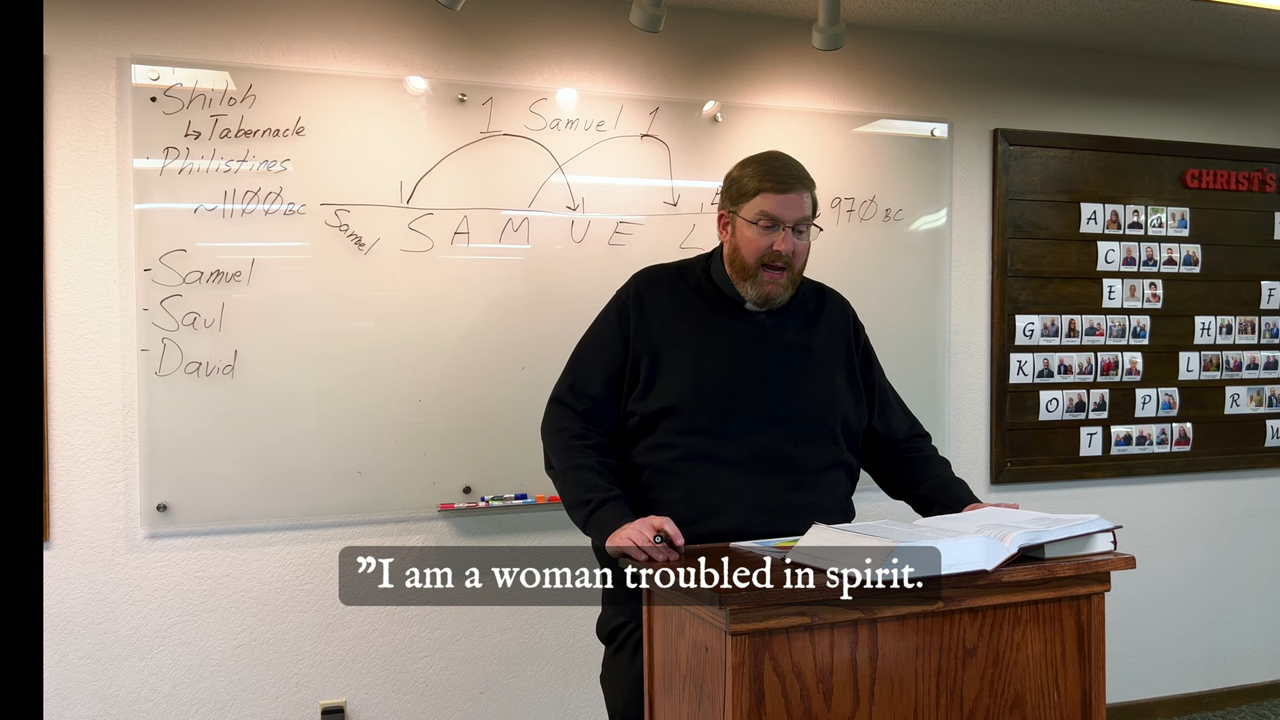 • Shiloh
↳ Tabernacle
· Philistines
~1100 BC
1 Samuel 1
Samuel
S A M U E L
970 BC
- Samuel
- Saul
- David
CHRIST'S
A
C
E
F
G
H
K
L
O
P
R
T
W
"I am a woman troubled in spirit.